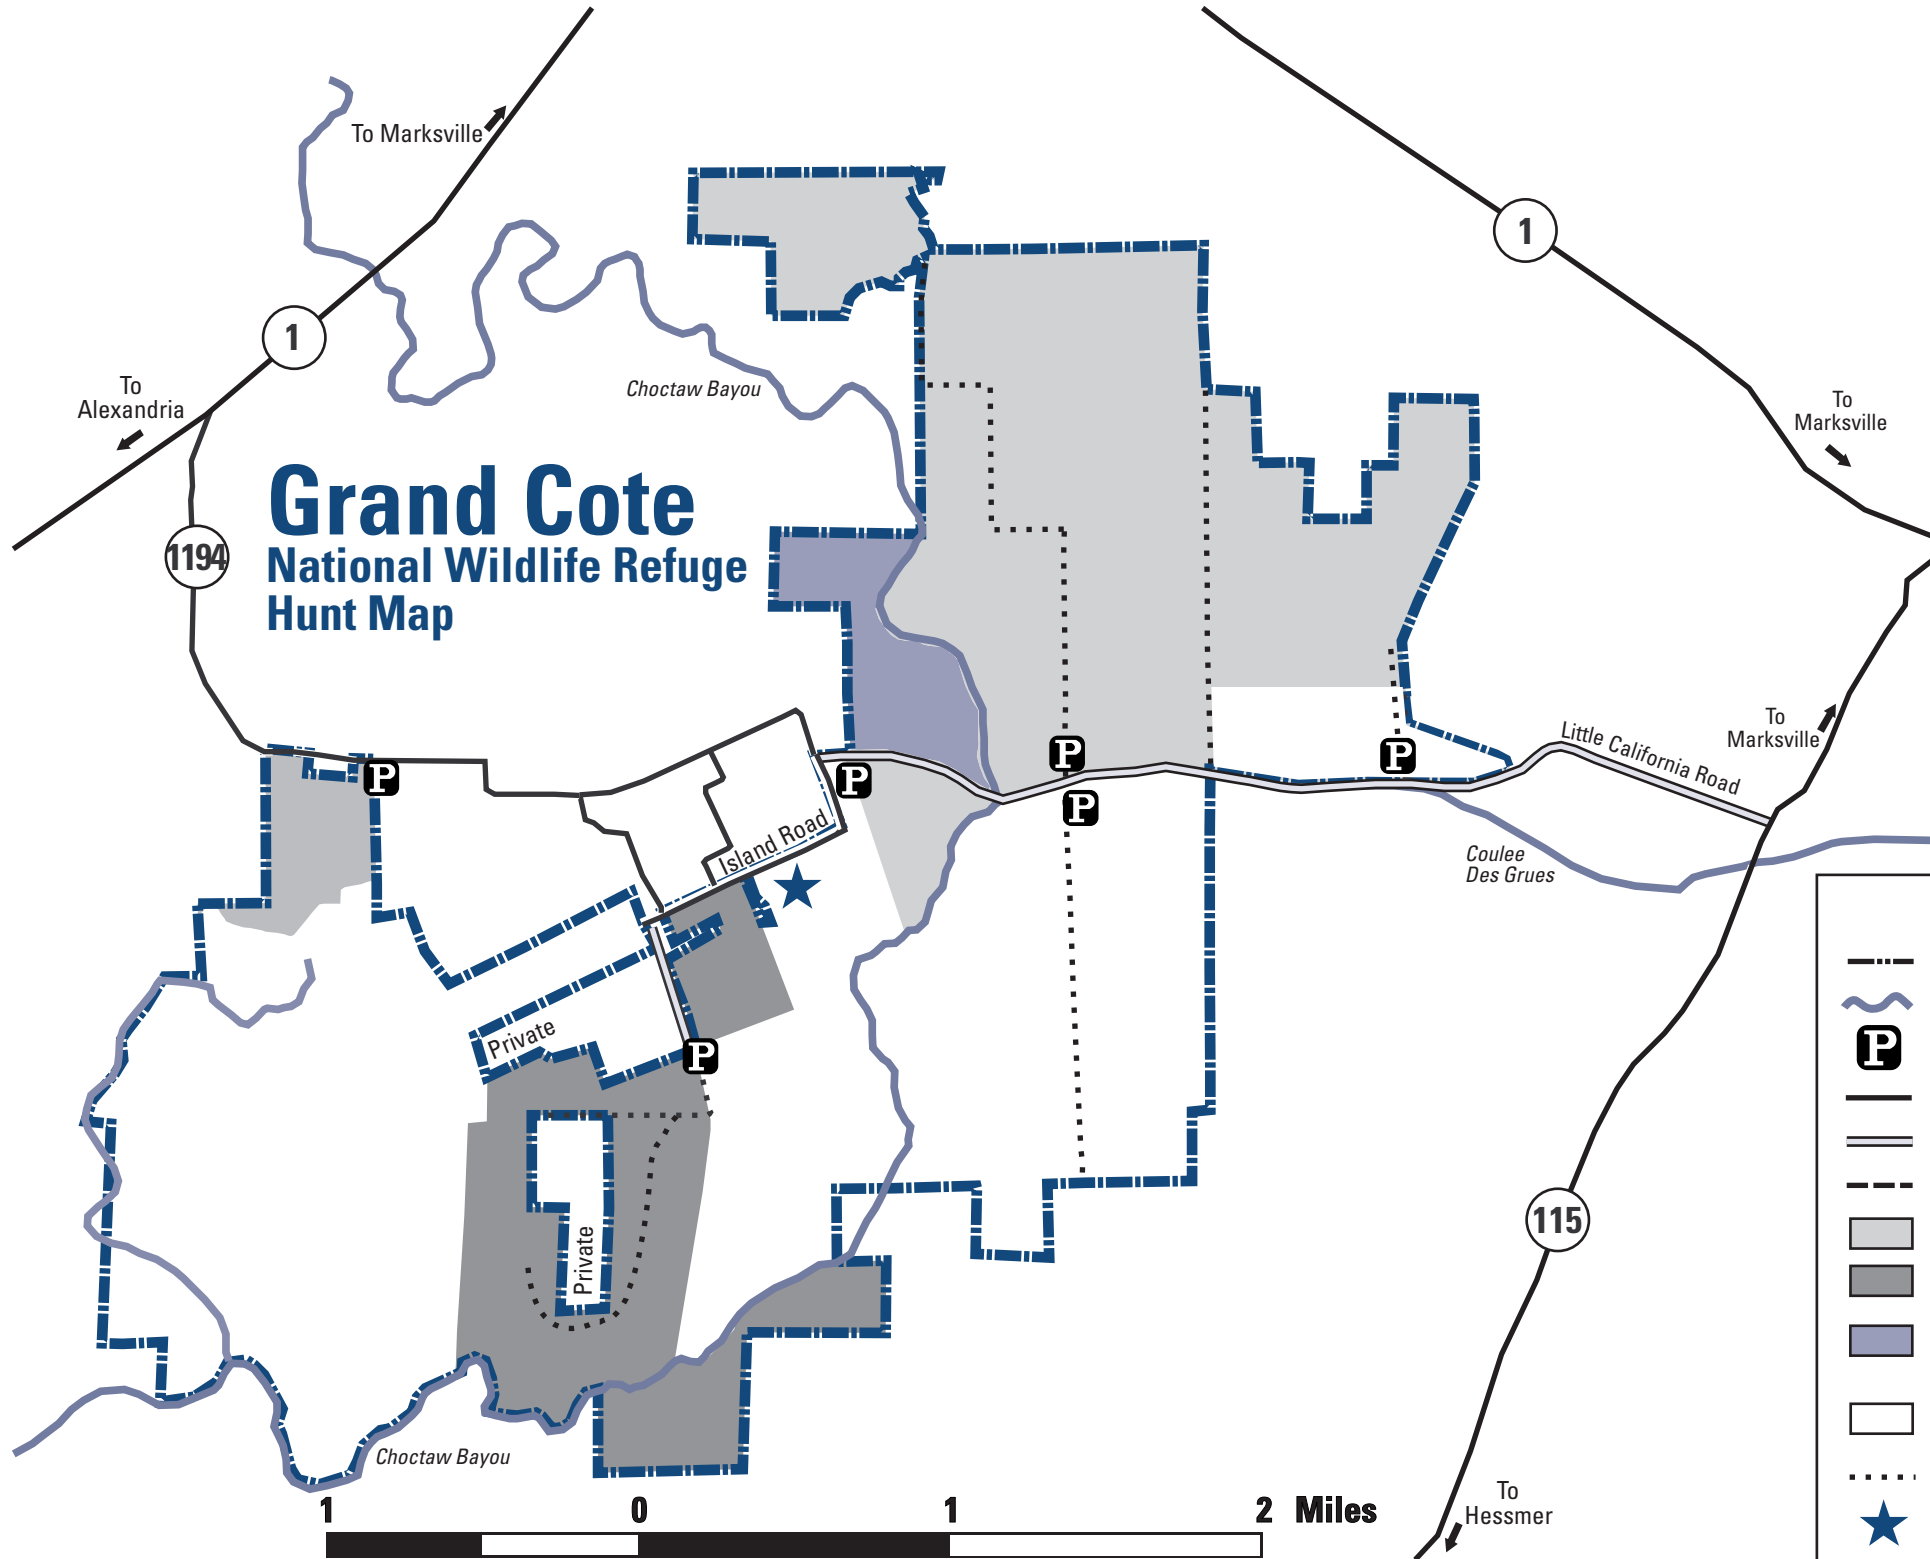 To Marksville
1
1
To
Alexandria
Choctaw Bayou
To
Marksville
Grand Cote
National Wildlife Refuge
Hunt Map
1194
P
P
P
P
P
Little California Road
To
Marksville
Island Road
Coulee
Des Grues
Private
P
P
Private
115
Choctaw Bayou
To
Hessmer
1 0 1 2 Miles